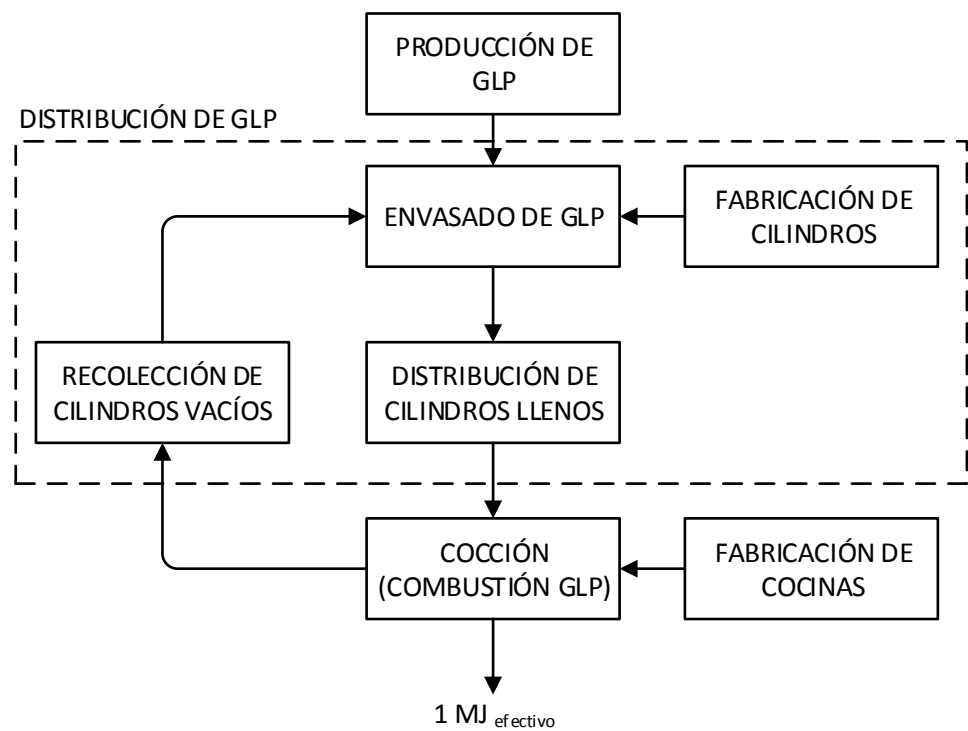 PRODUCCIÓN DE
GLP
DISTRIBUCIÓN DE GLP
ENVASADO DE GLP
FABRICACIÓN DE
CILINDROS
RECOLECCIÓN DE
CILINDROS VACÍOS
DISTRIBUCIÓN DE
CILINDROS LLENOS
COCCIÓN
(COMBUSTIÓN GLP)
FABRICACIÓN DE
COCINAS
1 MJ efectivo